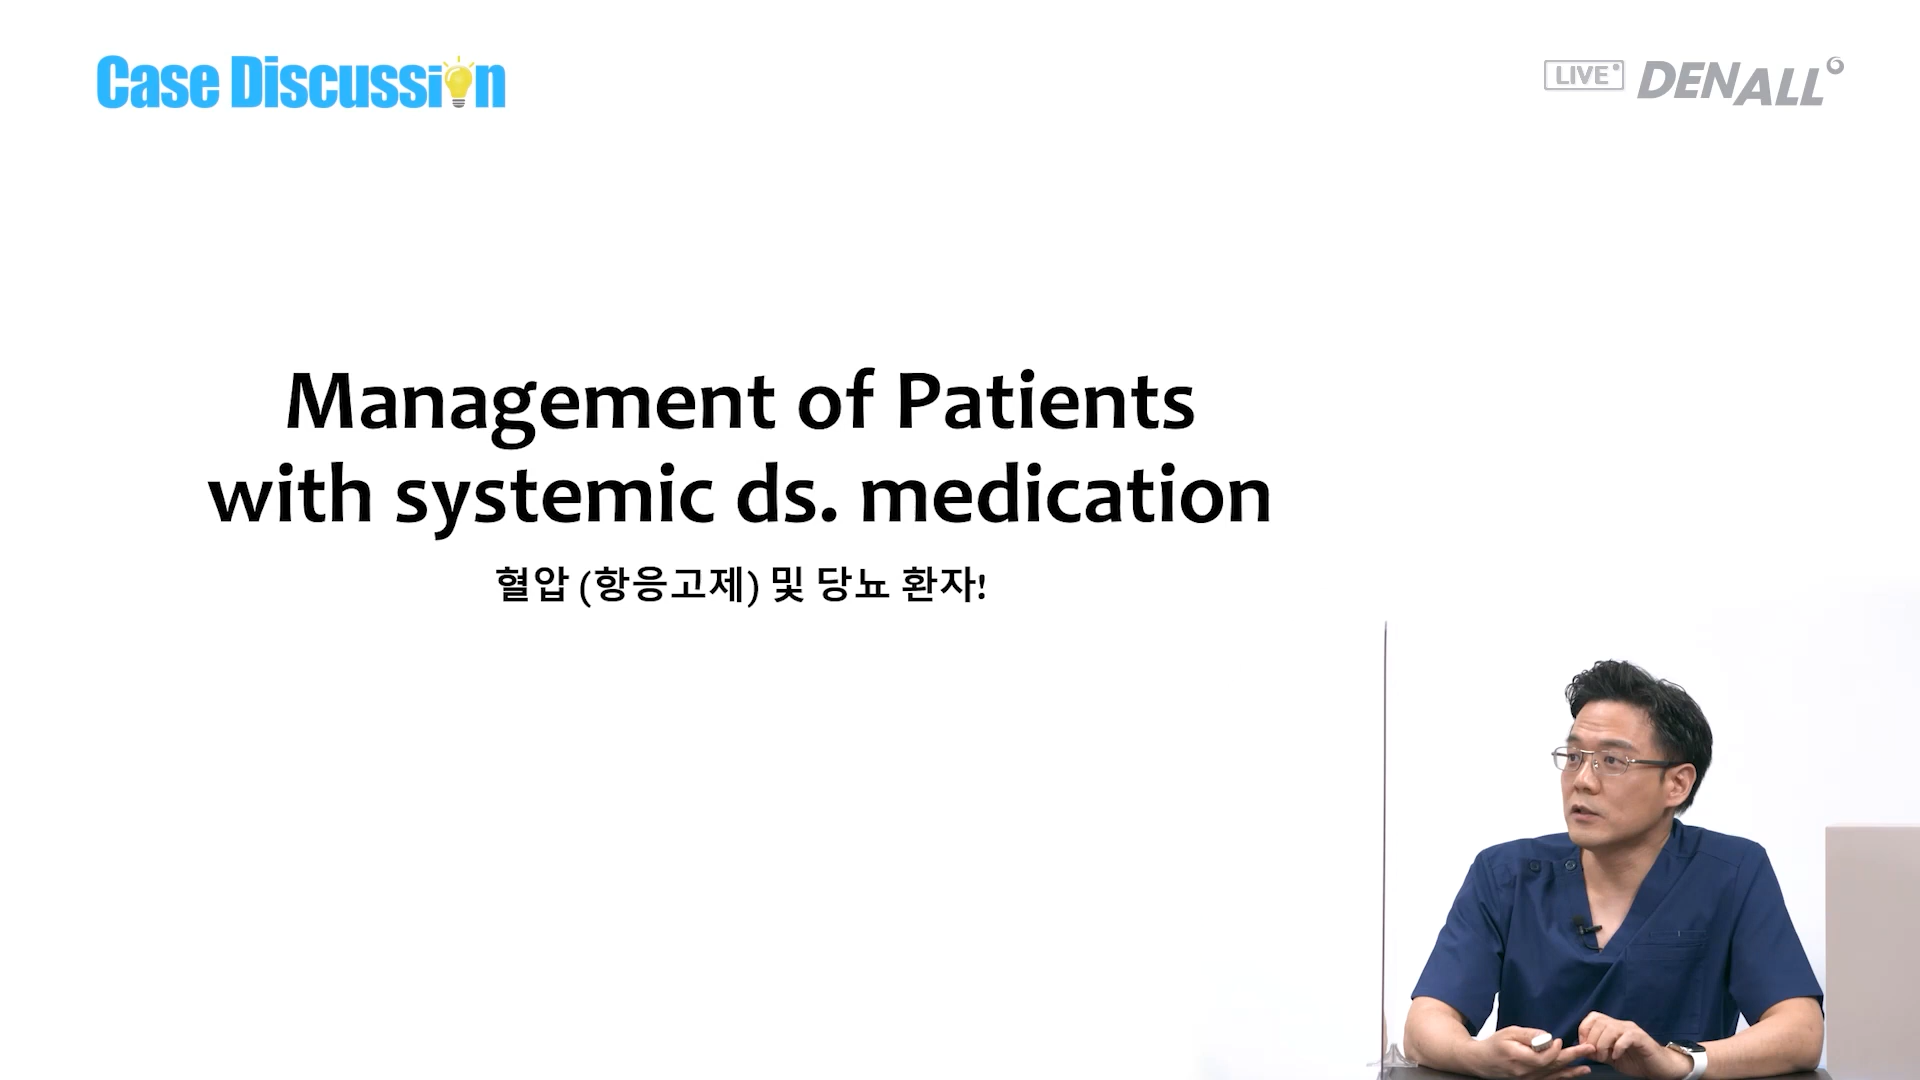 Case Discussion
LIVE DENALL
Management of Patients
with systemic ds. medication
혈압 (항응고제) 및 당뇨 환자!